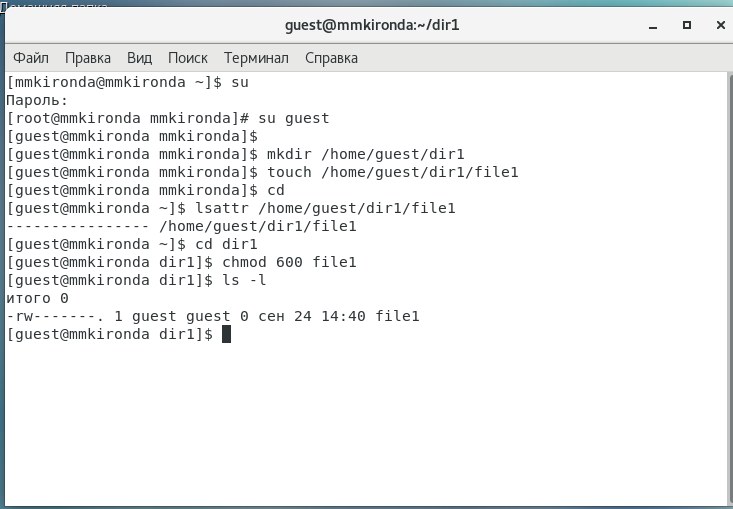 Домашняя папка
guest@mmkironda:~/dir1
Файл Правка Вид Поиск Терминал Справка
[mmkironda@mmkironda ~]$ su
Пароль:
[root@mmkironda mmkironda]# su guest
[guest@mmkironda mmkironda]$
[guest@mmkironda mmkironda]$ mkdir /home/guest/dir1
[guest@mmkironda mmkironda]$ touch /home/guest/dir1/file1
[guest@mmkironda mmkironda]$ cd
[guest@mmkironda ~]$ lsattr /home/guest/dir1/file1
---------------- /home/guest/dir1/file1
[guest@mmkironda ~]$ cd dir1
[guest@mmkironda dir1]$ chmod 600 file1
[guest@mmkironda dir1]$ ls -l
итого 0
-rw-------. 1 guest guest 0 сен 24 14:40 file1
[guest@mmkironda dir1]$